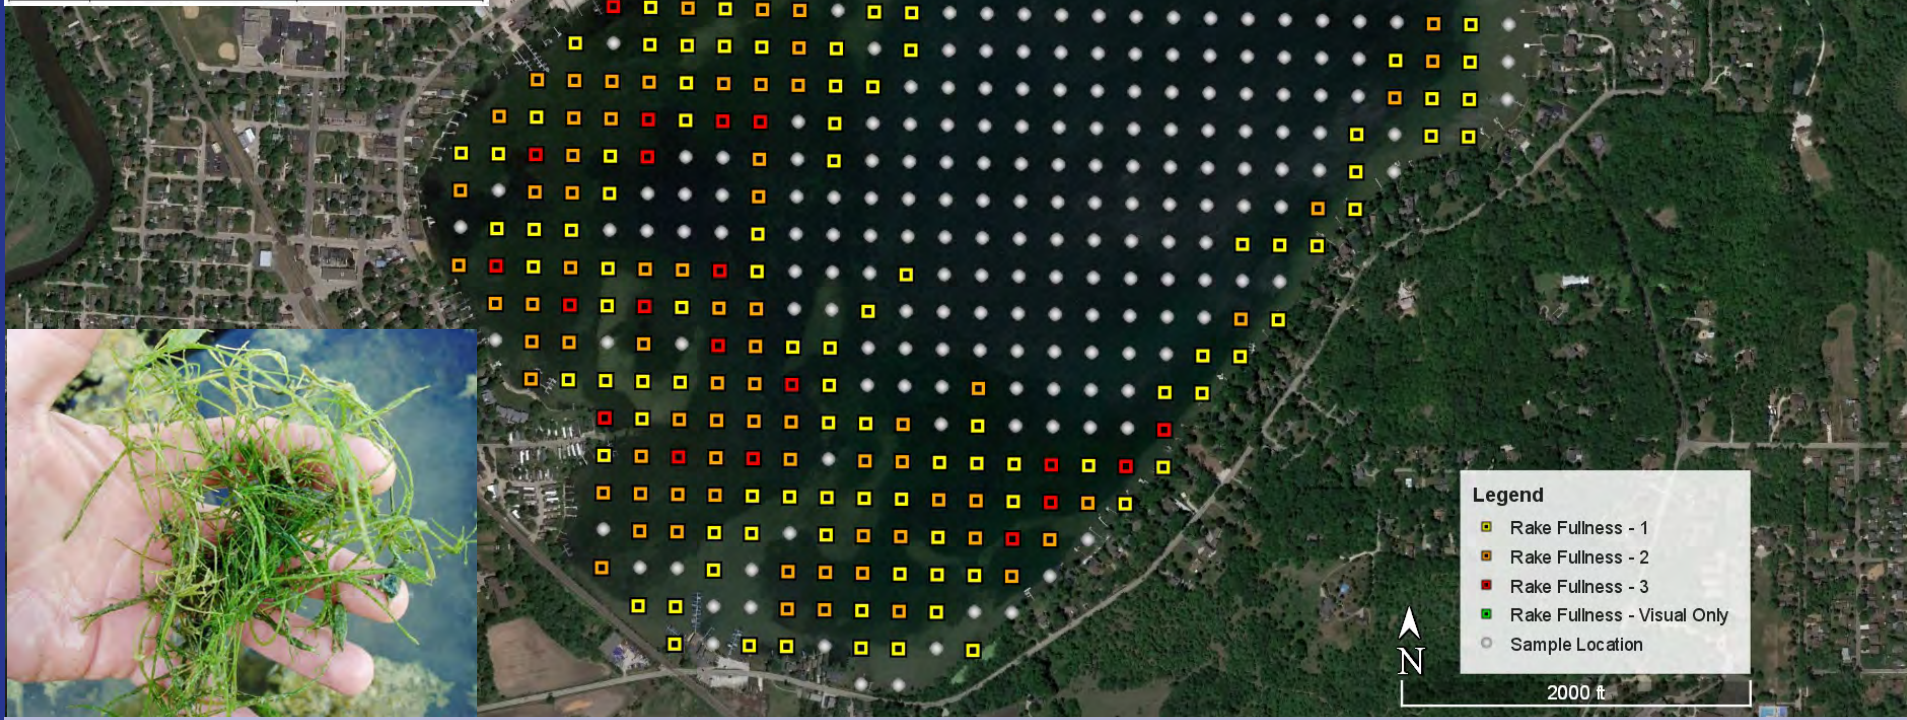 Legend
Rake Fullness - 1
Rake Fullness - 2
Rake Fullness - 3
Rake Fullness - Visual Only
Sample Location
N
2000 ft